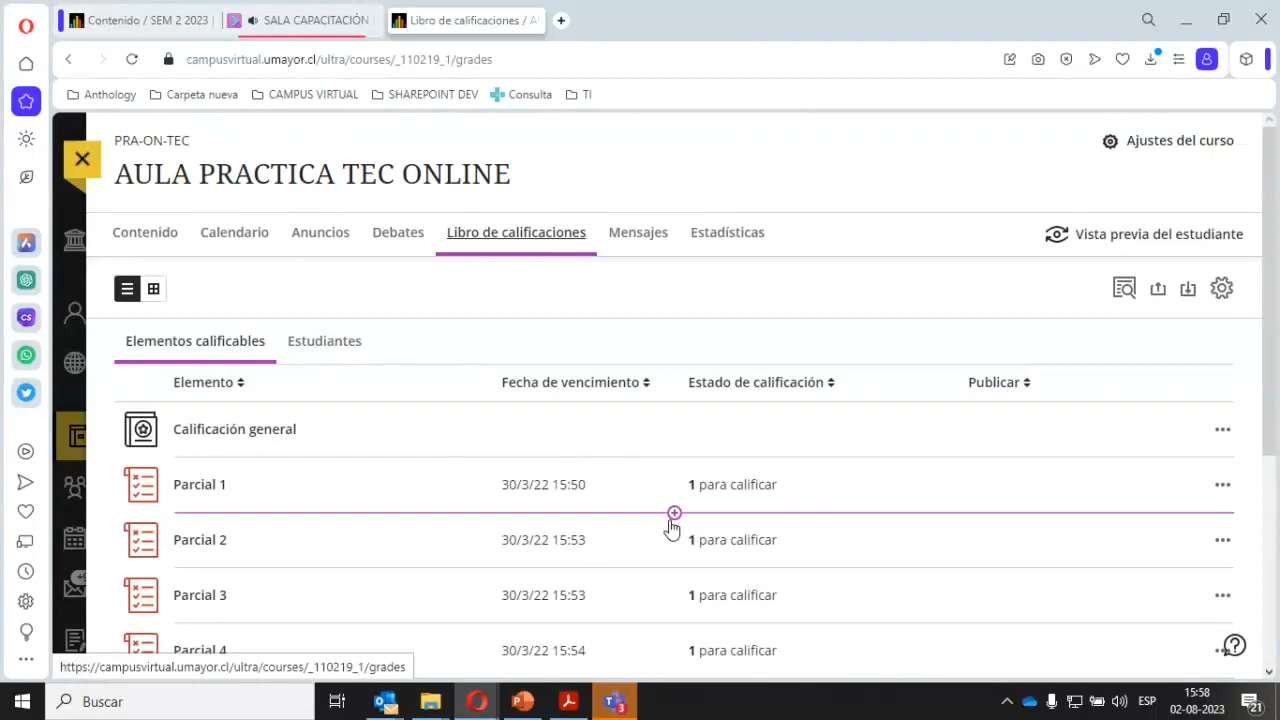 Contenido / SEM 2 2023
SALA CAPACITACIÓN
Libro de calificaciones /
campusvirtual.umayor.cl/ultra/courses/_110219_1/grades
Anthology
Carpeta nueva
CAMPUS VIRTUAL
SHAREPOINT DEV
Consulta
TI
PRA-ON-TEC
Ajustes del curso
AULA PRACTICA TEC ONLINE
Contenido
Calendario
Anuncios
Debates
Libro de calificaciones
Mensajes
Estadísticas
Vista previa del estudiante
Elementos calificables
Estudiantes
Elemento
Fecha de vencimiento
Estado de calificación
Publicar
Calificación general
Parcial 1
30/3/22 15:50
1 para calificar
Parcial 2
30/3/22 15:53
1 para calificar
Parcial 3
30/3/22 15:53
1 para calificar
Parcial 4
30/3/22 15:54
1 para calificar
https://campusvirtual.umayor.cl/ultra/courses/_110219_1/grades
Buscar
3
ESP
15:58
02-08-2023
21